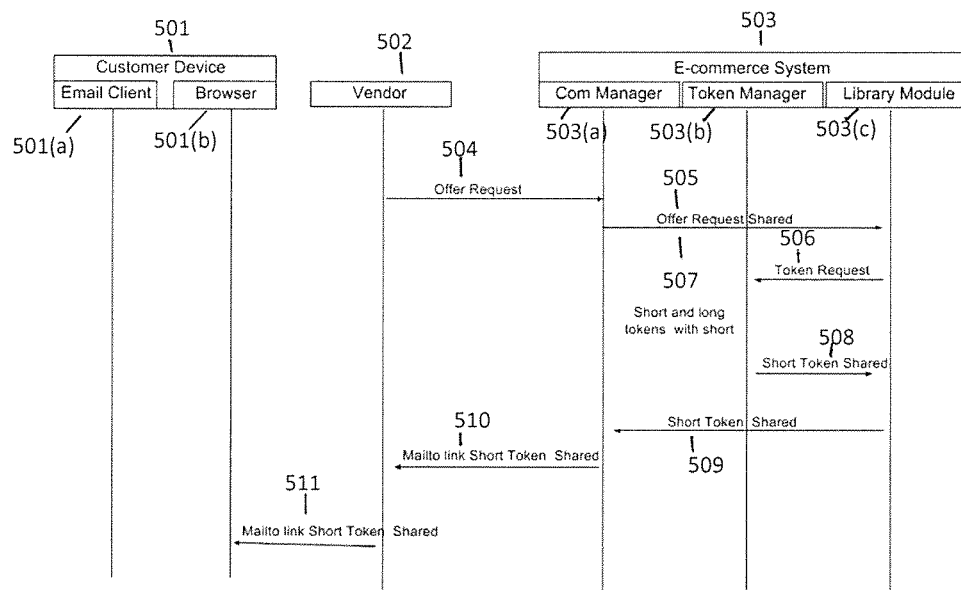 501
502
503
Customer Device
E-commerce System
Email Client
Browser
Vendor
Com Manager
Token Manager
Library Module
501(a)
501(b)
503(a)
503(b)
503(c)
504
Offer Request
505
Offer Request Shared
506
Token Request
507
Short and long
tokens with short
508
Short Token Shared
Short Token Shared
509
510
Mailto link Short Token Shared
511
Mailto link Short Token Shared